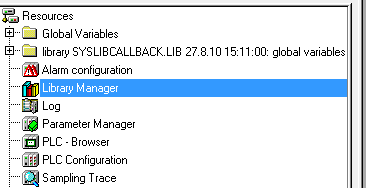 Resources
Global Variables
library SYSLIBCALLBACK.LIB 27.8.10 15:11:00: global variables
Alarm configuration
Library Manager
Log
Parameter Manager
PLC - Browser
PLC Configuration
Sampling Trace